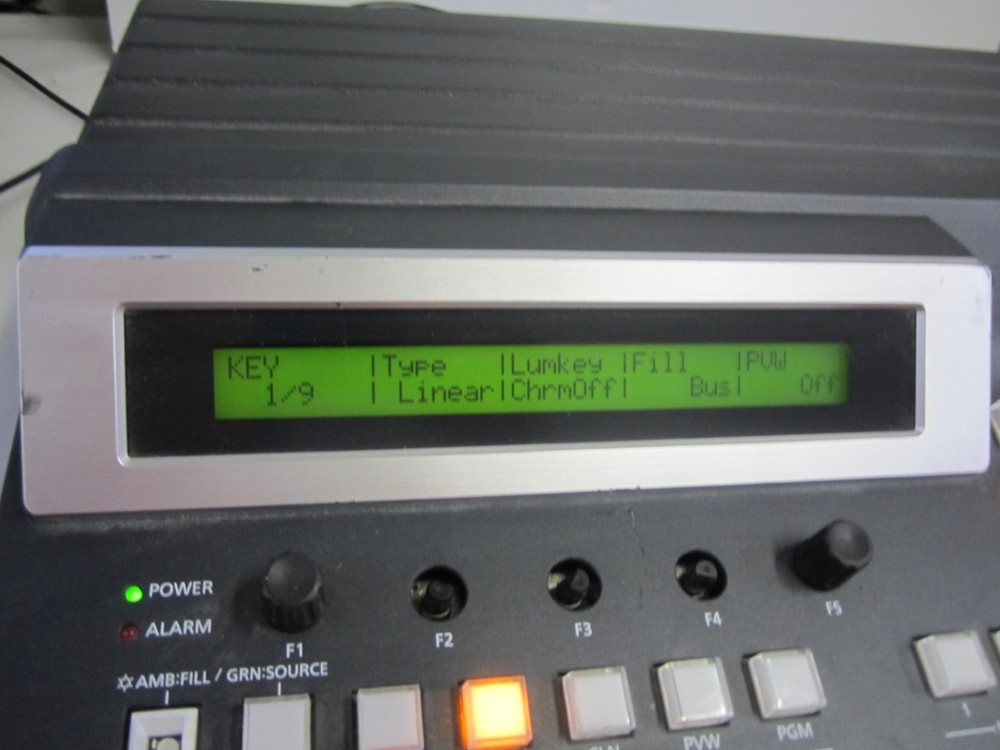 KEY |Type |Lumkey |Fill |PVW
1/9 | Linear|ChrmOff| Bus| Off
POWER
ALARM
F1 F2 F3 F4 F5
☼AMB:FILL / GRN:SOURCE
PVW PGM 1